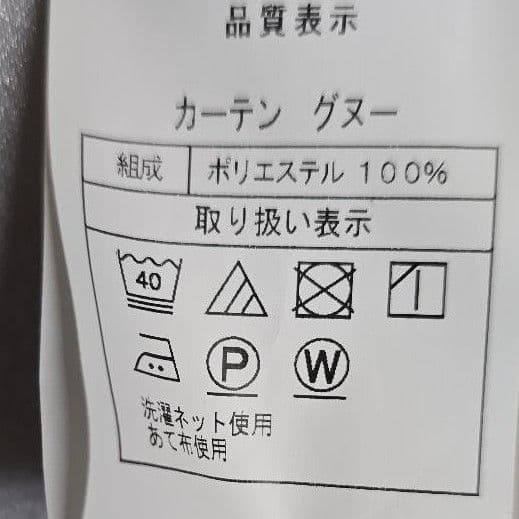 品質表示
カーテン グヌー
組成 ポリエステル 100%
取り扱い表示
40
P W
洗濯ネット使用
あて布使用